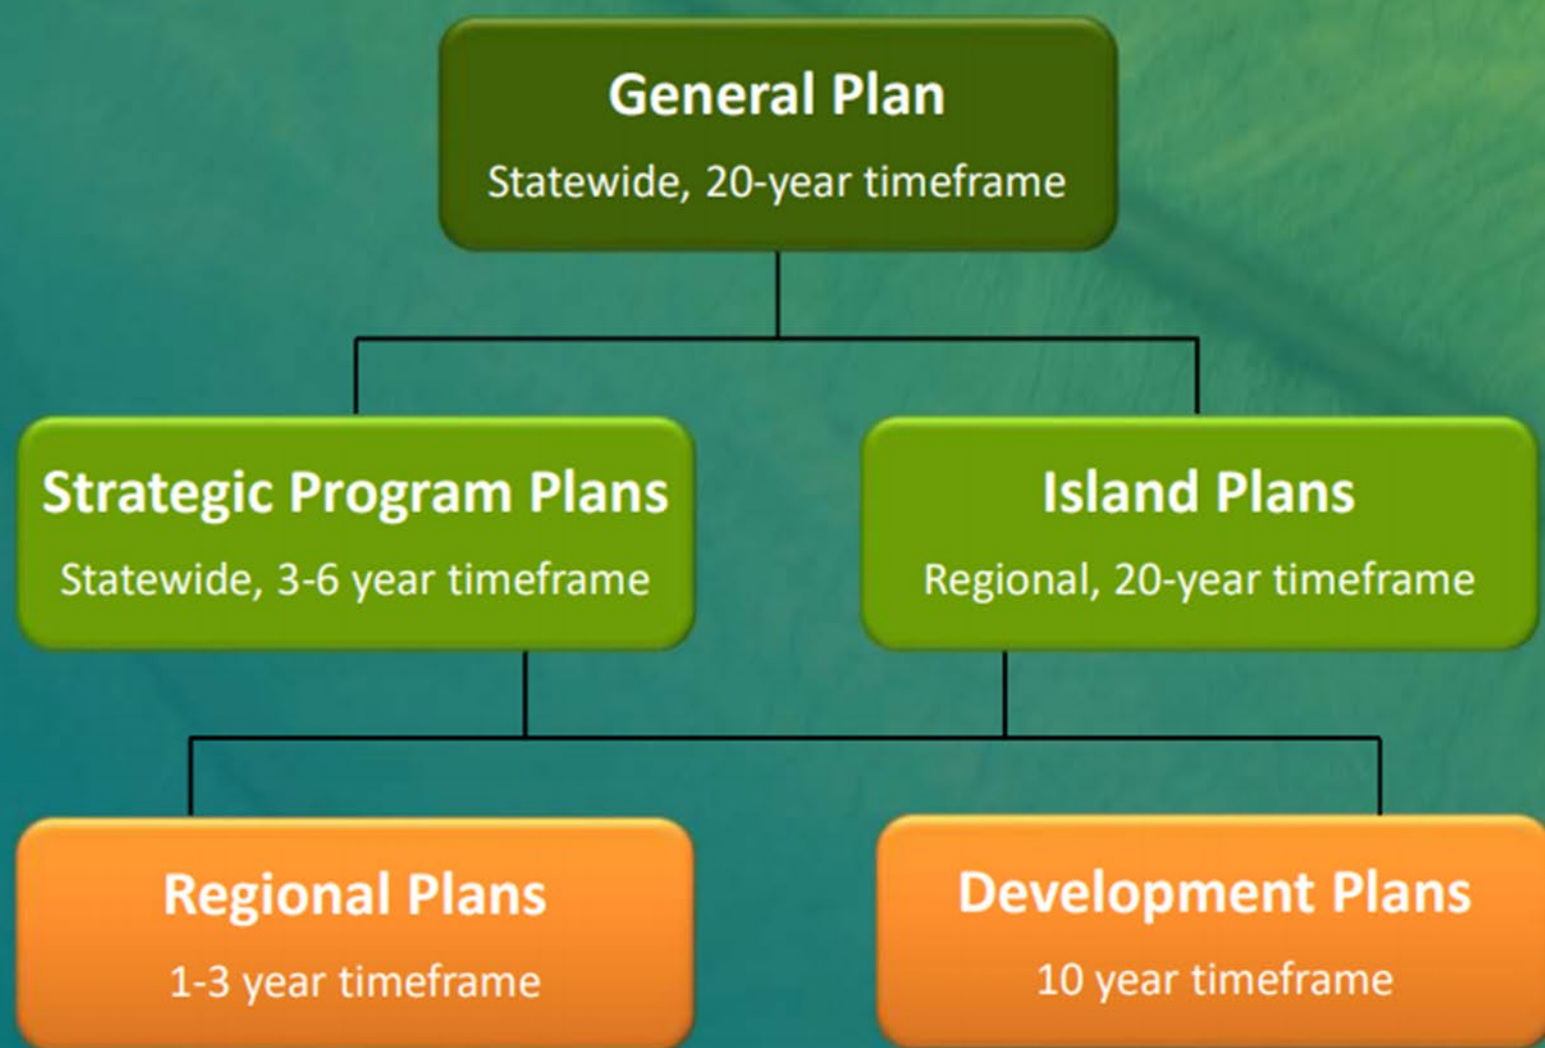 General Plan
Statewide, 20-year timeframe
Strategic Program Plans
Statewide, 3-6 year timeframe
Island Plans
Regional, 20-year timeframe
Regional Plans
1-3 year timeframe
Development Plans
10 year timeframe